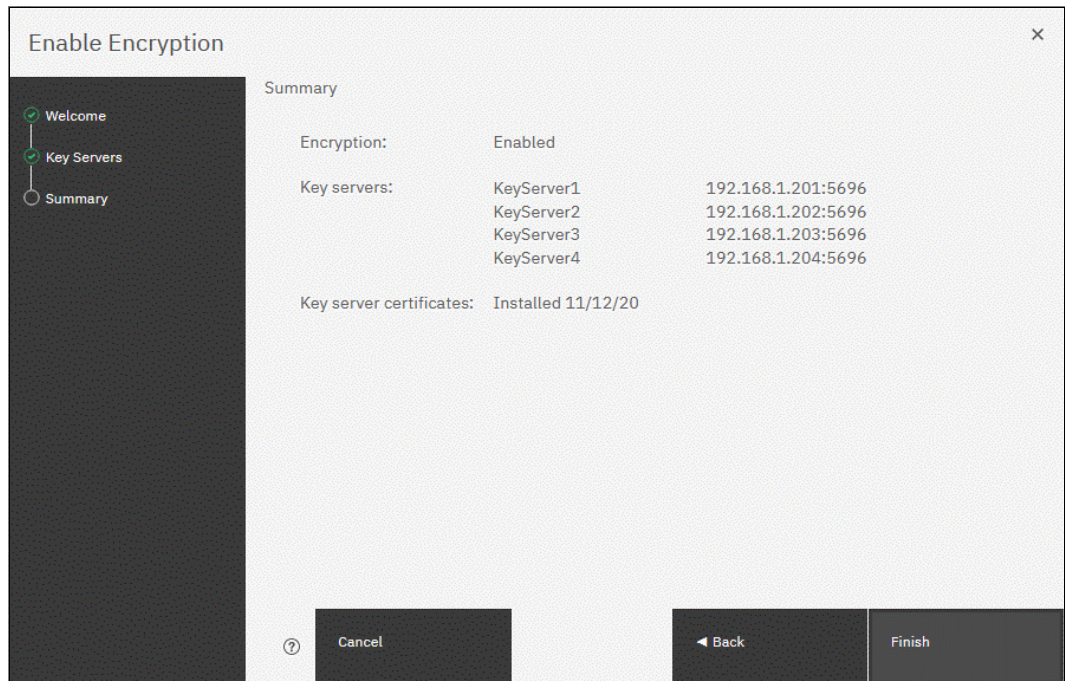 Enable Encryption
×
Welcome
Key Servers
Summary
Summary
Encryption: Enabled
Key servers: KeyServer1 192.168.1.201:5696
KeyServer2 192.168.1.202:5696
KeyServer3 192.168.1.203:5696
KeyServer4 192.168.1.204:5696
Key server certificates: Installed 11/12/20
? Cancel ◄ Back Finish